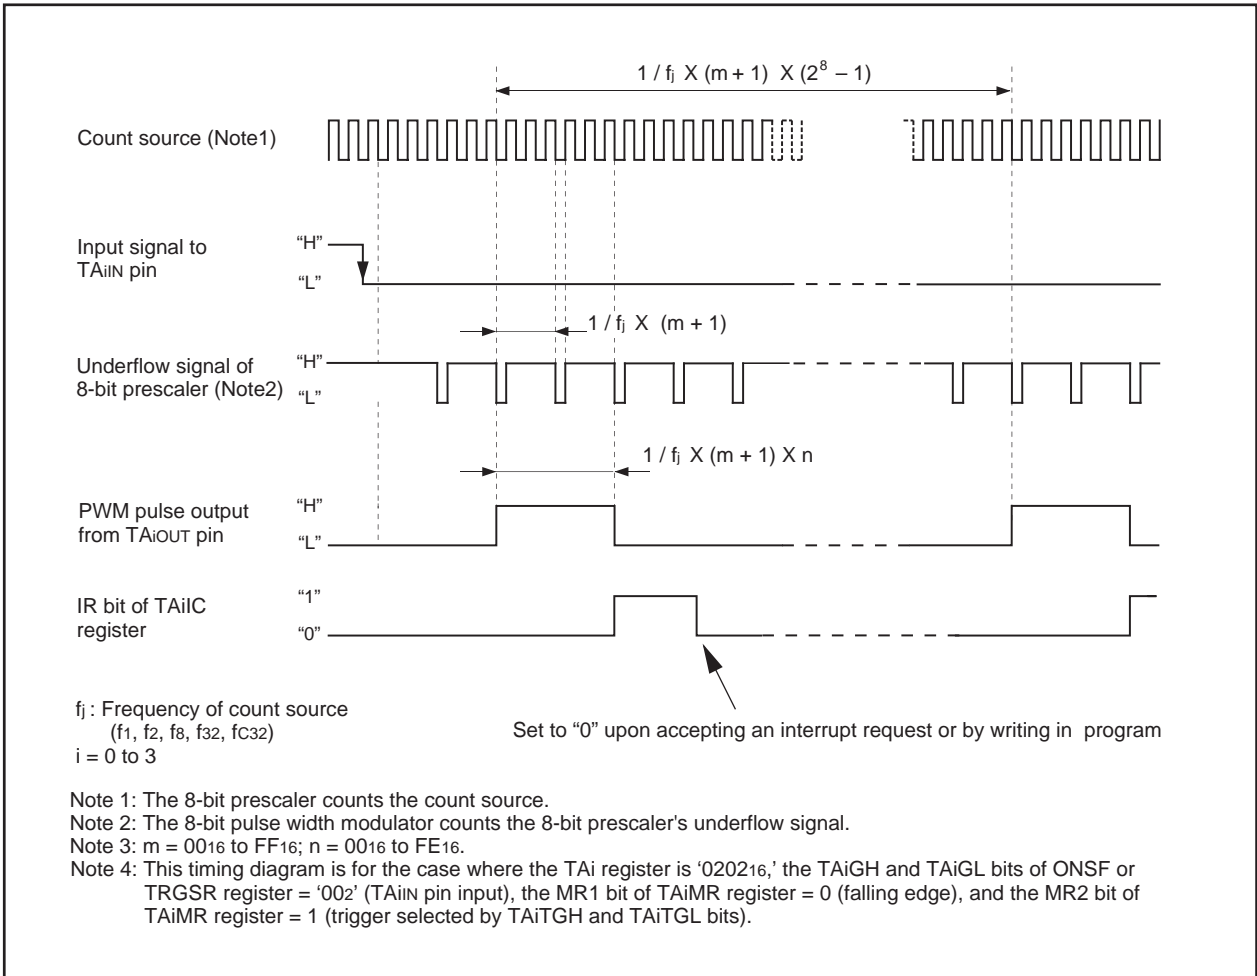 1 / fj X (m + 1) X (2⁸ – 1)
Count source (Note1)
Input signal to
TAiIN pin
“H”
“L”
1 / fj X (m + 1)
Underflow signal of
8-bit prescaler (Note2)
“H”
“L”
1 / fj X (m + 1) X n
PWM pulse output
from TAiOUT pin
“H”
“L”
IR bit of TAiIC
register
“1”
“0”
fj : Frequency of count source
(f1, f2, f8, f32, fC32)
i = 0 to 3
Set to “0” upon accepting an interrupt request or by writing in program
Note 1: The 8-bit prescaler counts the count source.
Note 2: The 8-bit pulse width modulator counts the 8-bit prescaler's underflow signal.
Note 3: m = 0016 to FF16; n = 0016 to FE16.
Note 4: This timing diagram is for the case where the TAi register is ‘020216,’ the TAiGH and TAiGL bits of ONSF or
TRGSR register = ‘002’ (TAiIN pin input), the MR1 bit of TAiMR register = 0 (falling edge), and the MR2 bit of
TAiMR register = 1 (trigger selected by TAiTGH and TAiTGL bits).